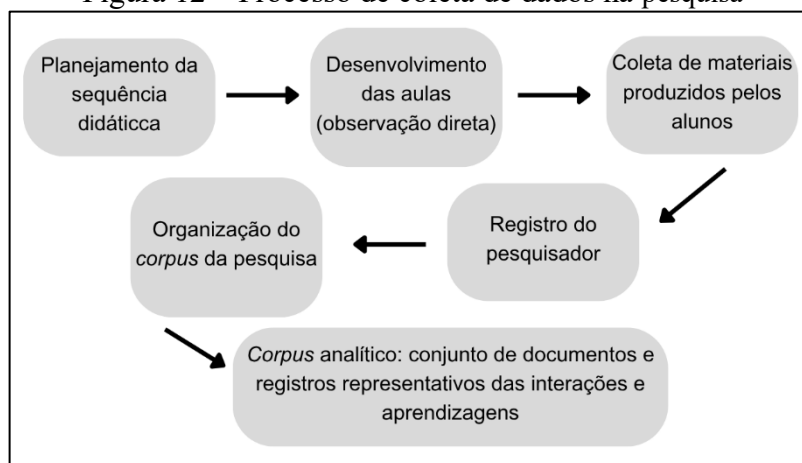 Figura 12 – Processo de coleta de dados na pesquisa
Planejamento da
sequência
didáticca
Desenvolvimento
das aulas
(observação direta)
Coleta de materiais
produzidos pelos
alunos
Registro do
pesquisador
Organização do
corpus da pesquisa
Corpus analítico: conjunto de documentos e
registros representativos das interações e
aprendizagens